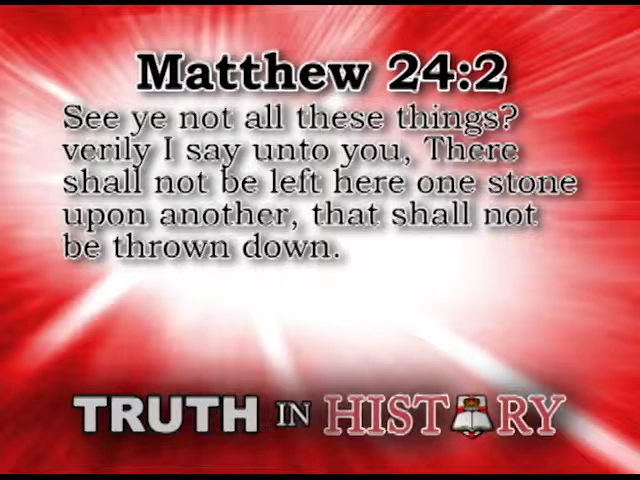 Matthew 24:2
See ye not all these things?
verily I say unto you, There
shall not be left here one stone
upon another, that shall not
be thrown down.
TRUTH IN HISTORY